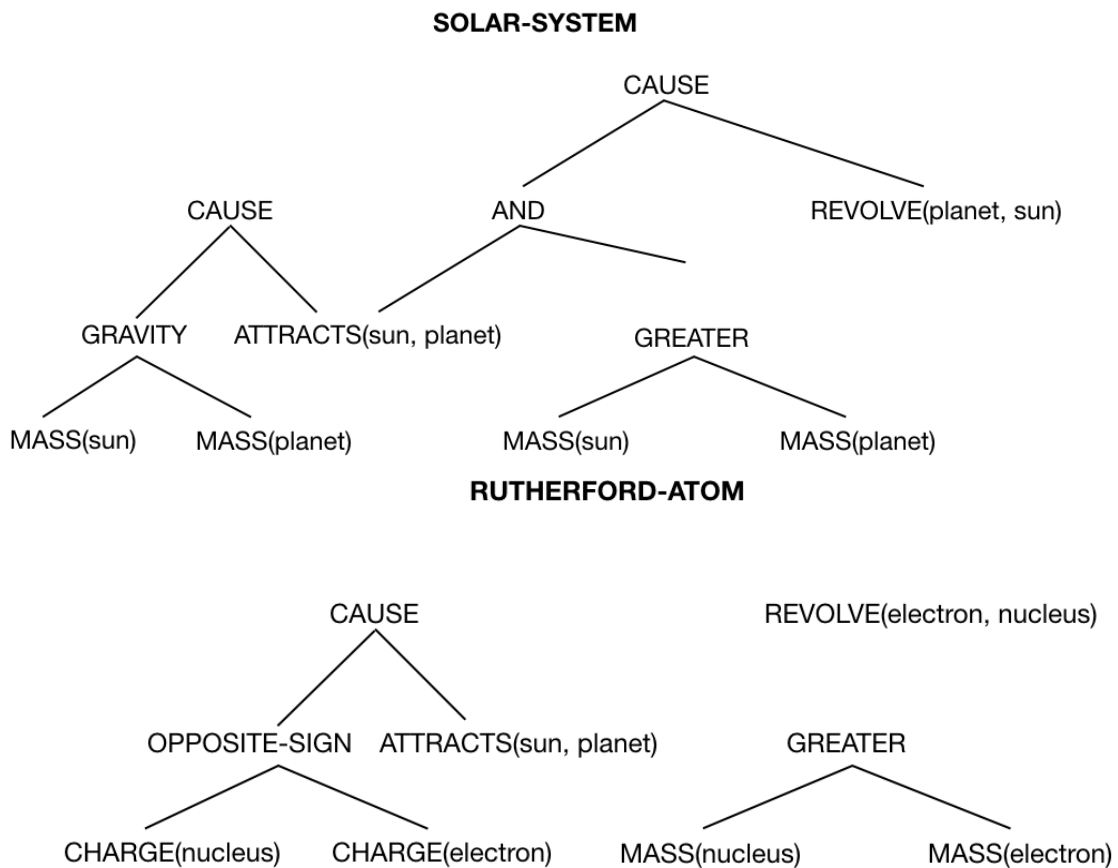 SOLAR-SYSTEM
CAUSE
CAUSE AND REVOLVE(planet, sun)
GRAVITY ATTRACTS(sun, planet) GREATER
MASS(sun) MASS(planet) MASS(sun) MASS(planet)
RUTHERFORD-ATOM
CAUSE REVOLVE(electron, nucleus)
OPPOSITE-SIGN ATTRACTS(sun, planet) GREATER
CHARGE(nucleus) CHARGE(electron) MASS(nucleus) MASS(electron)